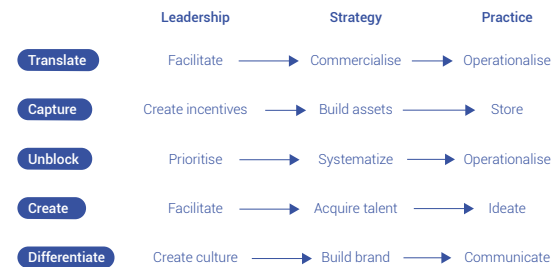 Leadership Strategy Practice
Translate Facilitate Commercialise Operationalise
Capture Create incentives Build assets Store
Unblock Prioritise Systematize Operationalise
Create Facilitate Acquire talent Ideate
Differentiate Create culture Build brand Communicate